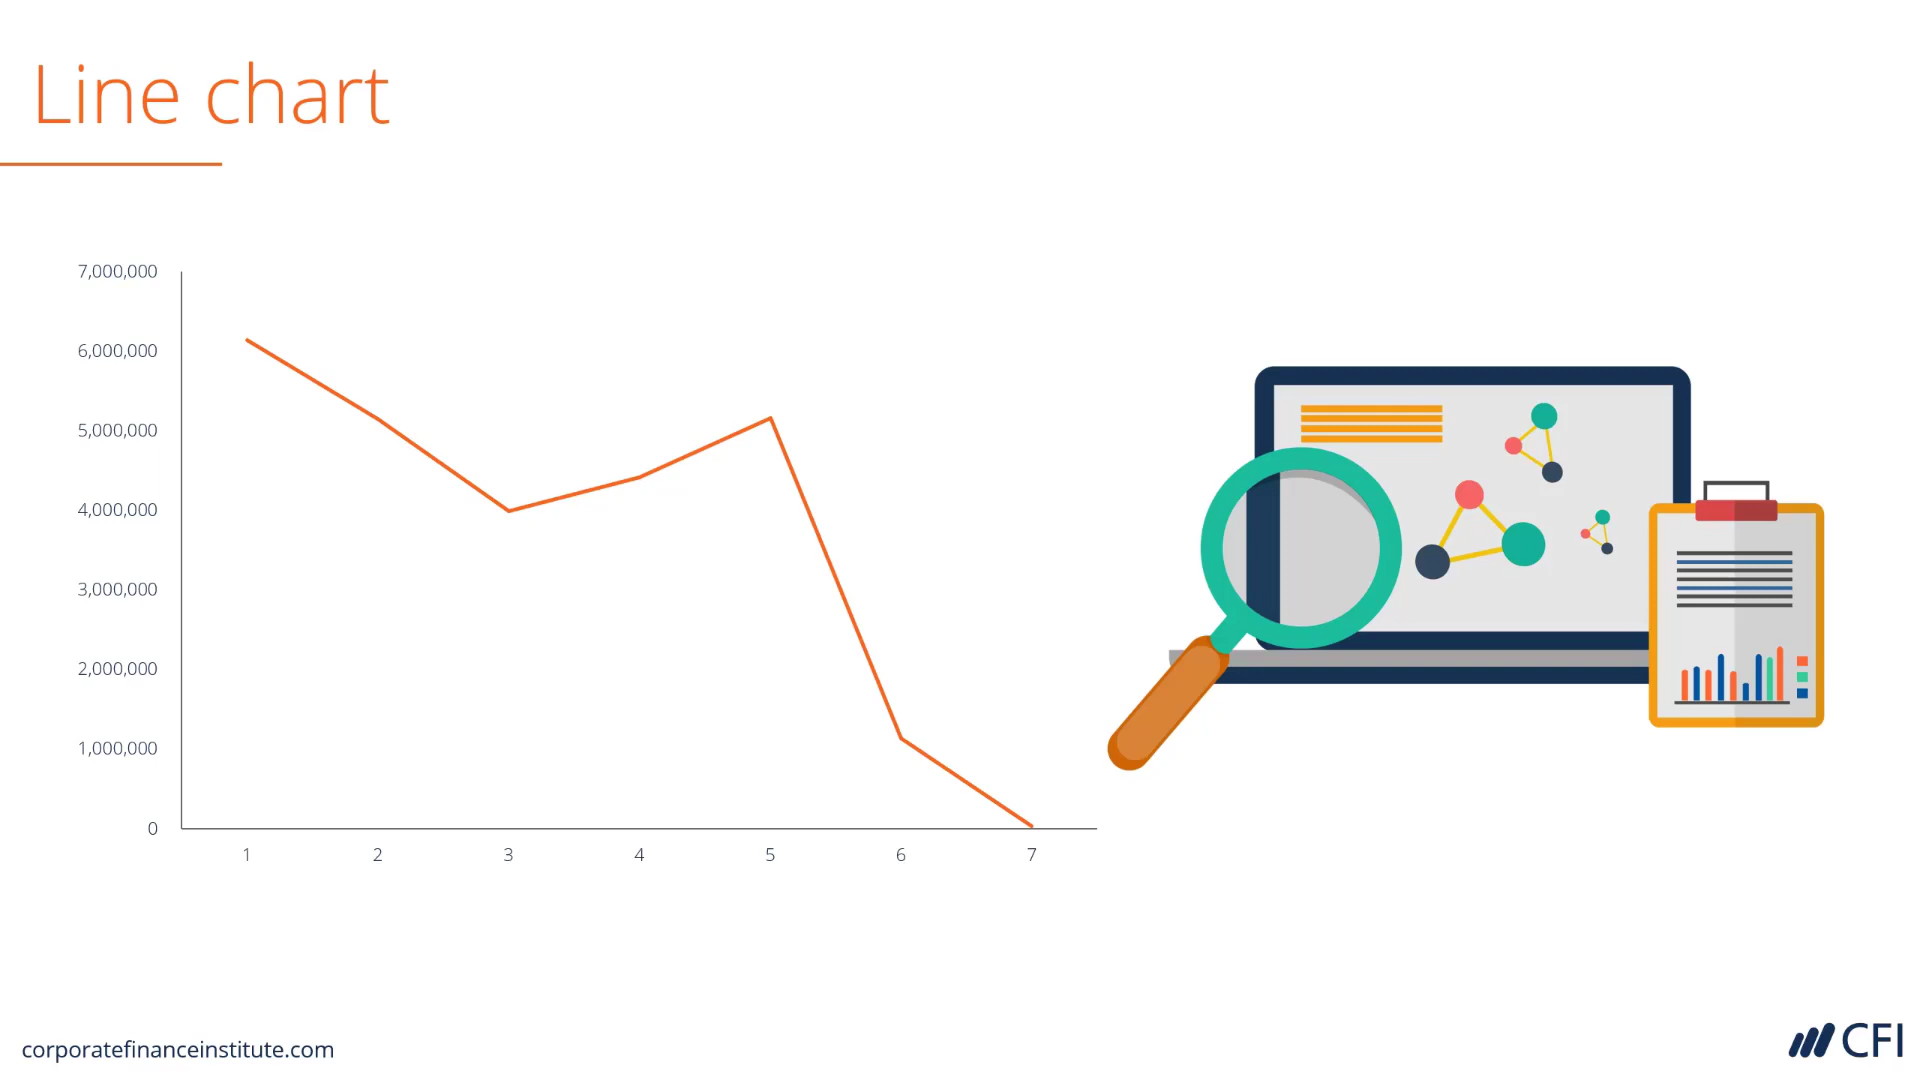 Line chart
7,000,000
6,000,000
5,000,000
4,000,000
3,000,000
2,000,000
1,000,000
0
1 2 3 4 5 6 7
corporatefinanceinstitute.com
CFI